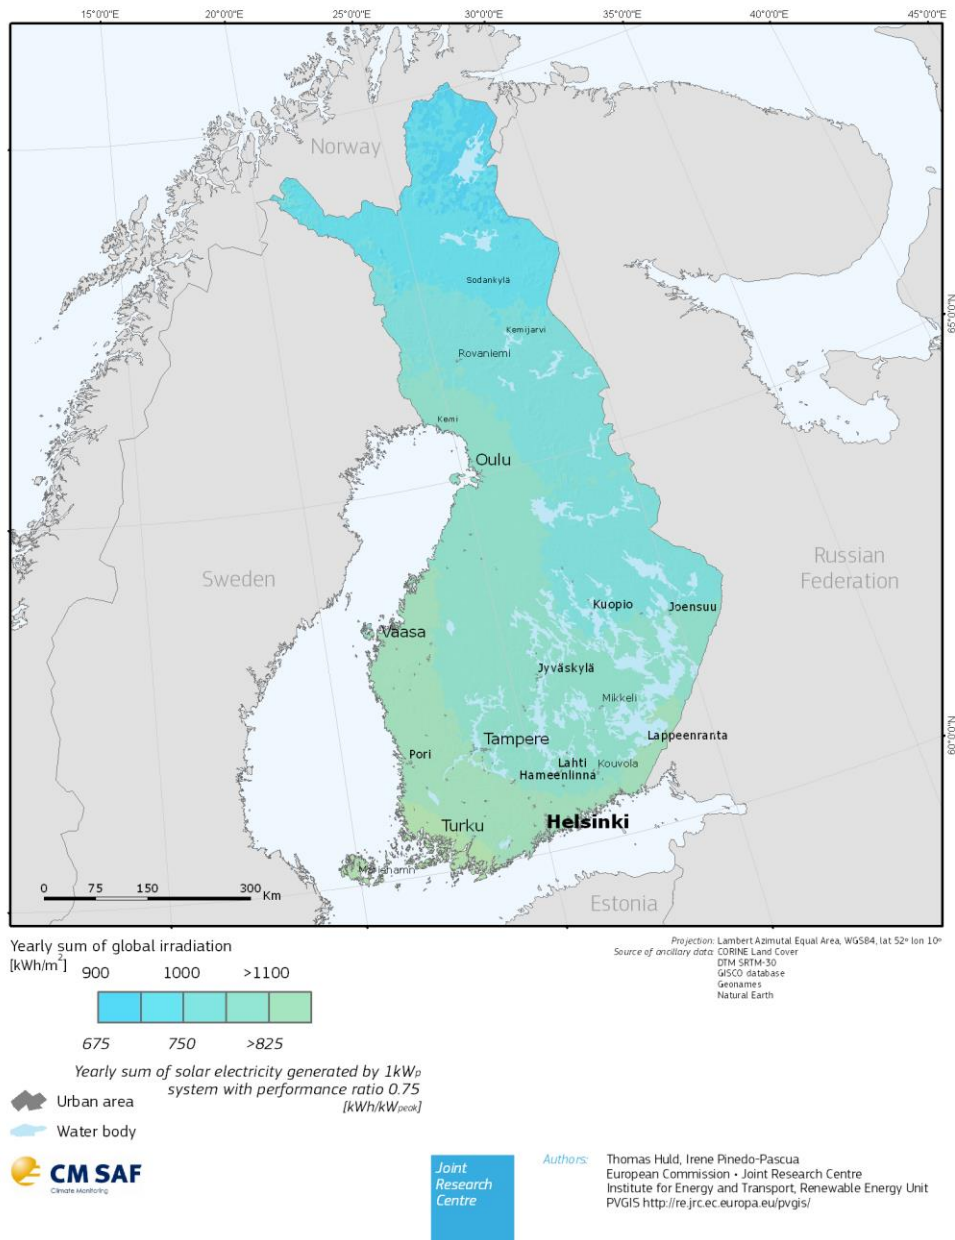 15°0'0"E 20°0'0"E 25°0'0"E 30°0'0"E 35°0'0"E 40°0'0"E 45°0'0"E
Norway
Sodankylä
65°0'0"N
Kemijarvi
Rovaniemi
Kemi
Oulu
Russian
Federation
Sweden
Kuopio
Joensuu
Vaasa
Jyväskylä
Mikkeli
Lappeenranta
60°0'0"N
Tampere
Pori
Lahti
Kouvola
Hameenlinna
Helsinki
Turku
Mariehamn
0 75 150 300 Km
Estonia
Yearly sum of global irradiation
[kWh/m²]
900 1000 >1100
675 750 >825
Yearly sum of solar electricity generated by 1kWp
system with performance ratio 0.75
[kWh/kWpeak]
Urban area
Water body
Projection: Lambert Azimutal Equal Area, WGS84, lat 52° lon 10°
Source of ancillary data: CORINE Land Cover
DTM SRTM-30
GISCO database
Geonames
Natural Earth
CM SAF
Climate Monitoring
Joint
Research
Centre
Authors: Thomas Huld, Irene Pinedo-Pascua
European Commission • Joint Research Centre
Institute for Energy and Transport, Renewable Energy Unit
PVGIS http://re.jrc.ec.europa.eu/pvgis/